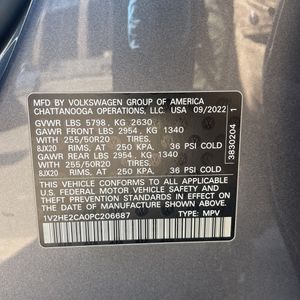 MFD BY VOLKSWAGEN GROUP OF AMERICA
CHATTANOOGA OPERATIONS, LLC. USA 09/2022
GVWR LBS 5798 , KG 2630
GAWR FRONT LBS 2954 , KG 1340
WITH 255/50R20 TIRES,
8JX20 RIMS, AT 250 KPA, 36 PSI COLD
GAWR REAR LBS 2954 , KG 1340
WITH 255/50R20 TIRES,
8JX20 RIMS, AT 250 KPA, 36 PSI COLD
THIS VEHICLE CONFORMS TO ALL APPLICABLE
U.S. FEDERAL MOTOR VEHICLE SAFETY, BUMPER, AND
THEFT PREVENTION STANDARDS IN EFFECT ON THE
DATE OF MANUFACTURE SHOWN ABOVE.
1V2HE2CA0PC206687 TYPE: MPV
3830204 1